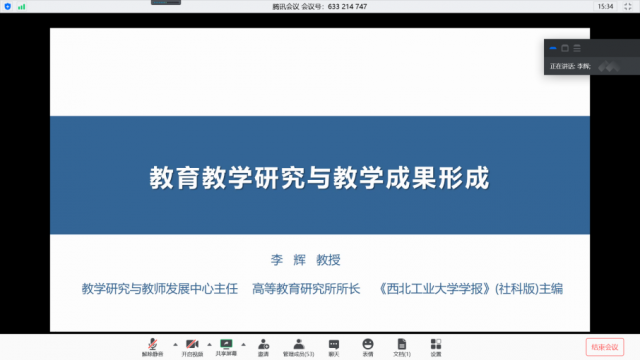 腾讯会议 会议号：633 214 747
15:34
正在讲话: 李辉;
教育教学研究与教学成果形成
李 辉 教授
教学研究与教师发展中心主任 高等教育研究所所长 《西北工业大学学报》(社科版)主编
解除静音 开启视频 共享屏幕 邀请 管理成员(53) 聊天 表情 文档(1) 设置
结束会议